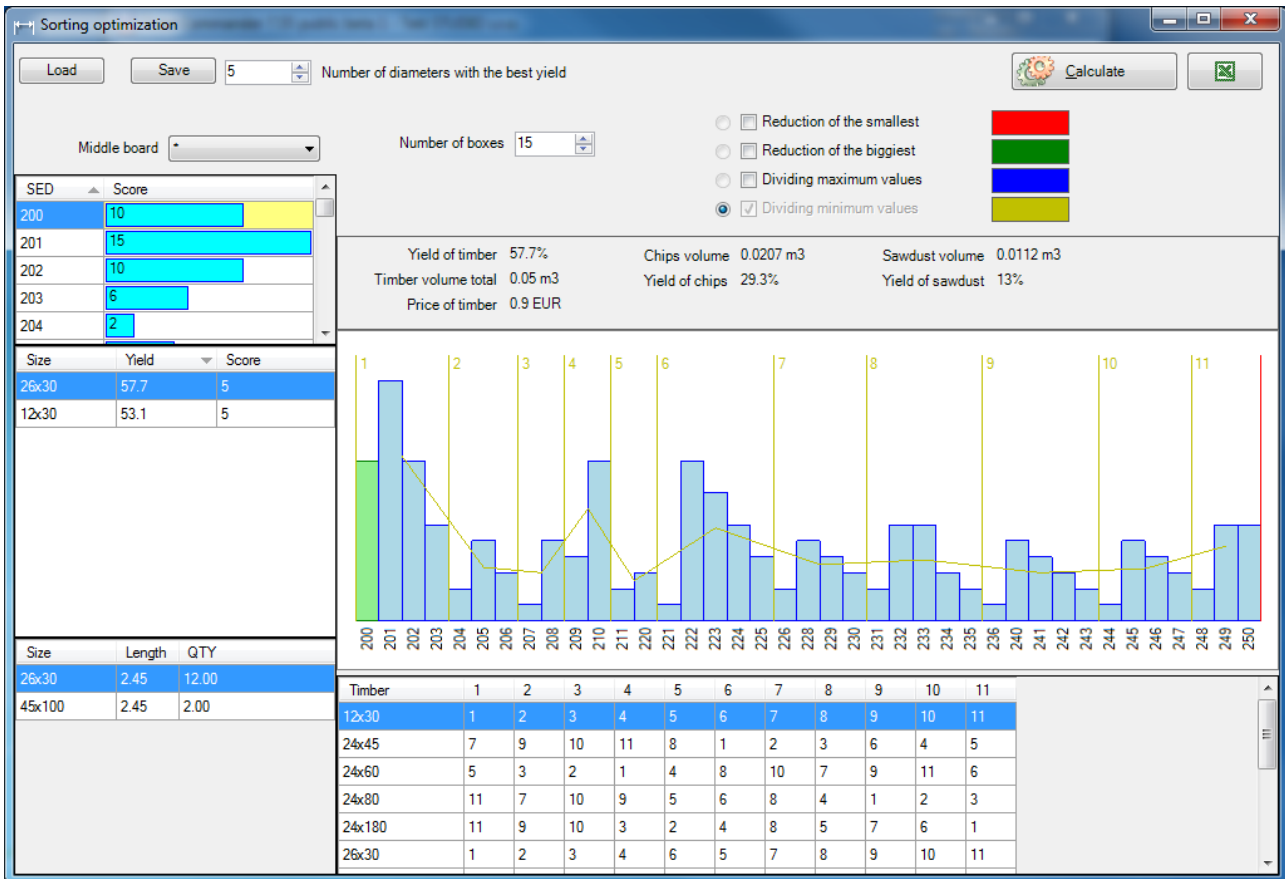 Sorting optimization
Load Save 5 Number of diameters with the best yield Calculate
Middle board * Number of boxes 15
Reduction of the smallest
Reduction of the biggiest
Dividing maximum values
Dividing minimum values
SED Score
200 10
201 15
202 10
203 6
204 2
Yield of timber 57.7% Chips volume 0.0207 m3 Sawdust volume 0.0112 m3
Timber volume total 0.05 m3 Yield of chips 29.3% Yield of sawdust 13%
Price of timber 0.9 EUR
Size Yield Score
26x30 57.7 5
12x30 53.1 5
1 2 3 4 5 6 7 8 9 10 11
200 201 202 203 204 205 206 207 208 209 210 211 220 221 222 223 224 225 226 228 229 230 231 232 233 234 235 236 240 241 242 243 244 245 246 247 248 249 250
Size Length QTY
26x30 2.45 12.00
45x100 2.45 2.00
Timber 1 2 3 4 5 6 7 8 9 10 11
12x30 1 2 3 4 5 6 7 8 9 10 11
24x45 7 9 10 11 8 1 2 3 6 4 5
24x60 5 3 2 1 4 8 10 7 9 11 6
24x80 11 7 10 9 5 6 8 4 1 2 3
24x180 11 9 10 3 2 4 8 5 7 6 1
26x30 1 2 3 4 6 5 7 8 9 10 11